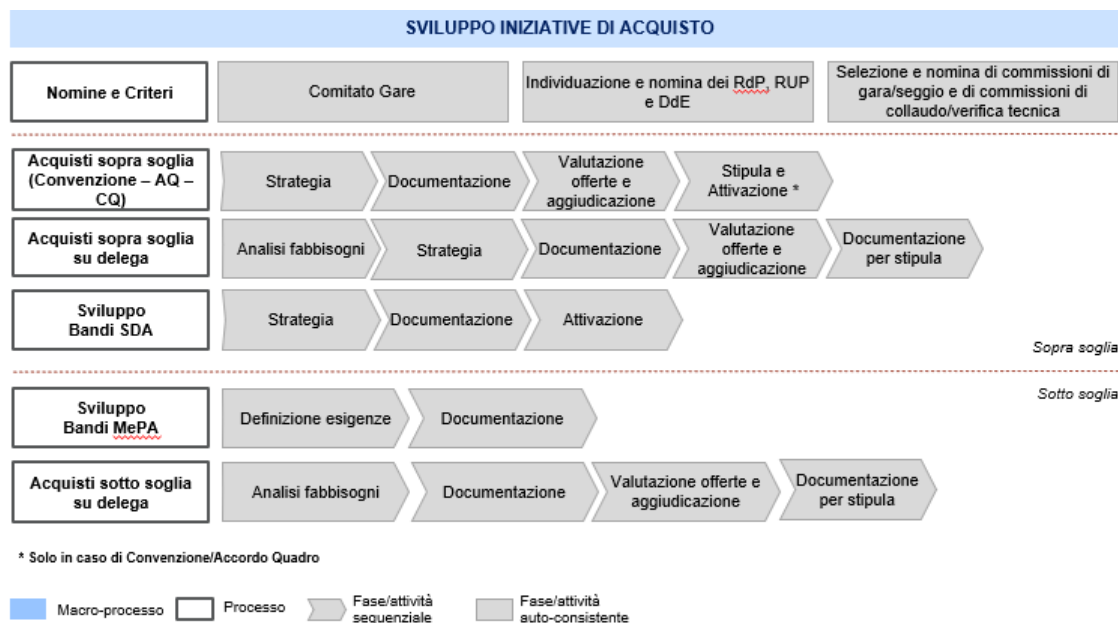 SVILUPPO INIZIATIVE DI ACQUISTO
Nomine e Criteri
Comitato Gare
Individuazione e nomina dei RdP, RUP
e DdE
Selezione e nomina di commissioni di
gara/seggio e di commissioni di
collaudo/verifica tecnica
Acquisti sopra soglia
(Convenzione – AQ –
CQ)
Strategia
Documentazione
Valutazione
offerte e
aggiudicazione
Stipula e
Attivazione *
Acquisti sopra soglia
su delega
Analisi fabbisogni
Strategia
Documentazione
Valutazione
offerte e
aggiudicazione
Documentazione
per stipula
Sviluppo
Bandi SDA
Strategia
Documentazione
Attivazione
Sopra soglia
Sotto soglia
Sviluppo
Bandi MePA
Definizione esigenze
Documentazione
Acquisti sotto soglia
su delega
Analisi fabbisogni
Documentazione
Valutazione offerte e
aggiudicazione
Documentazione
per stipula
* Solo in caso di Convenzione/Accordo Quadro
Macro-processo
Processo
Fase/attività
sequenziale
Fase/attività
auto-consistente